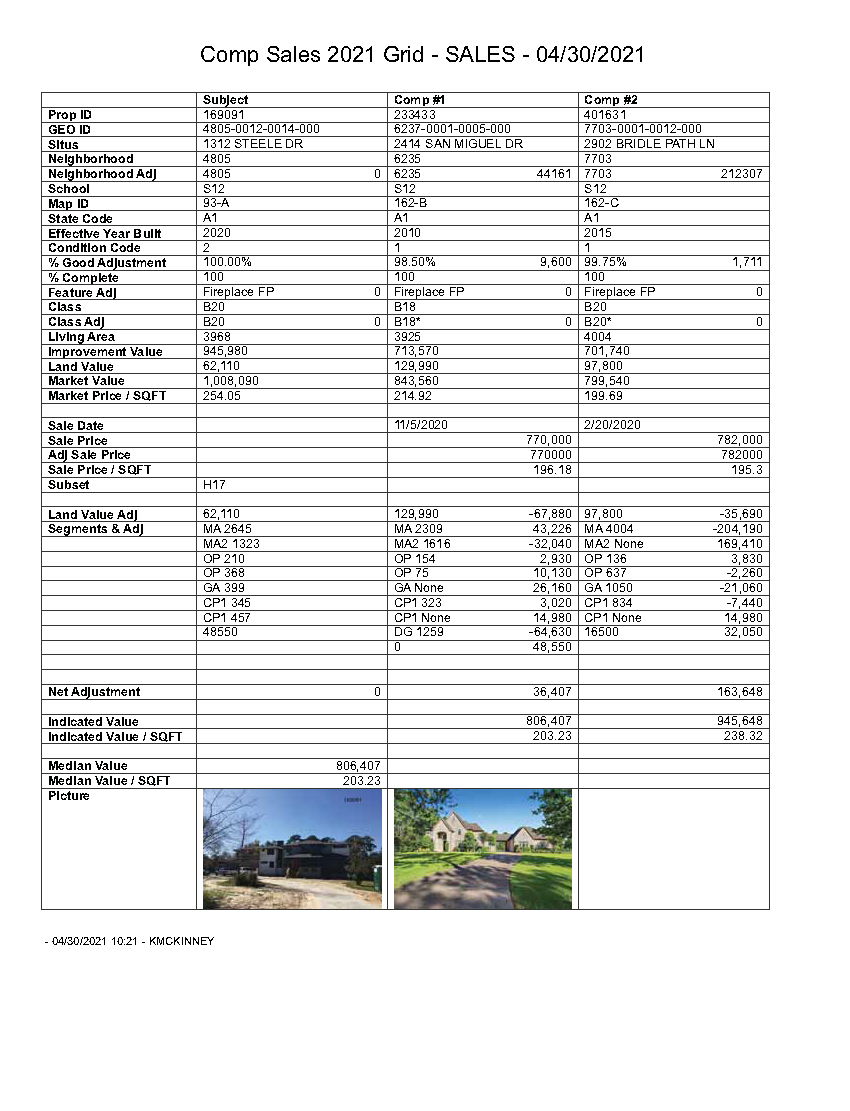 Comp Sales 2021 Grid - SALES - 04/30/2021
Subject Comp #1 Comp #2
Prop ID 169091 233433 401631
GEO ID 4805-0012-0014-000 6237-0001-0005-000 7703-0001-0012-000
Situs 1312 STEELE DR 2414 SAN MIGUEL DR 2902 BRIDLE PATH LN
Neighborhood 4805 6235 7703
Neighborhood Adj 4805 0 6235 44161 7703 212307
School S12 S12 S12
Map ID 93-A 162-B 162-C
State Code A1 A1 A1
Effective Year Built 2020 2010 2015
Condition Code 2 1 1
% Good Adjustment 100.00% 98.50% 9,600 99.75% 1,711
% Complete 100 100 100
Feature Adj Fireplace FP 0 Fireplace FP 0 Fireplace FP 0
Class B20 B18 B20
Class Adj B20 0 B18* 0 B20* 0
Living Area 3968 3925 4004
Improvement Value 945,980 713,570 701,740
Land Value 62,110 129,990 97,800
Market Value 1,008,090 843,560 799,540
Market Price / SQFT 254.05 214.92 199.69
Sale Date 11/5/2020 2/20/2020
Sale Price 770,000 782,000
Adj Sale Price 770000 782000
Sale Price / SQFT 196.18 195.3
Subset H17
Land Value Adj 62,110 129,990 -67,880 97,800 -35,690
Segments & Adj MA 2645 MA 2309 43,226 MA 4004 -204,190
MA2 1323 MA2 1616 -32,040 MA2 None 169,410
OP 210 OP 154 2,930 OP 136 3,830
OP 368 OP 75 10,130 OP 637 -2,260
GA 399 GA None 26,160 GA 1050 -21,060
CP1 345 CP1 323 3,020 CP1 834 -7,440
CP1 457 CP1 None 14,980 CP1 None 14,980
48550 DG 1259 -64,630 16500 32,050
0 48,550
Net Adjustment 0 36,407 163,648
Indicated Value 806,407 945,648
Indicated Value / SQFT 203.23 238.32
Median Value 806,407
Median Value / SQFT 203.23
Picture
- 04/30/2021 10:21 - KMCKINNEY